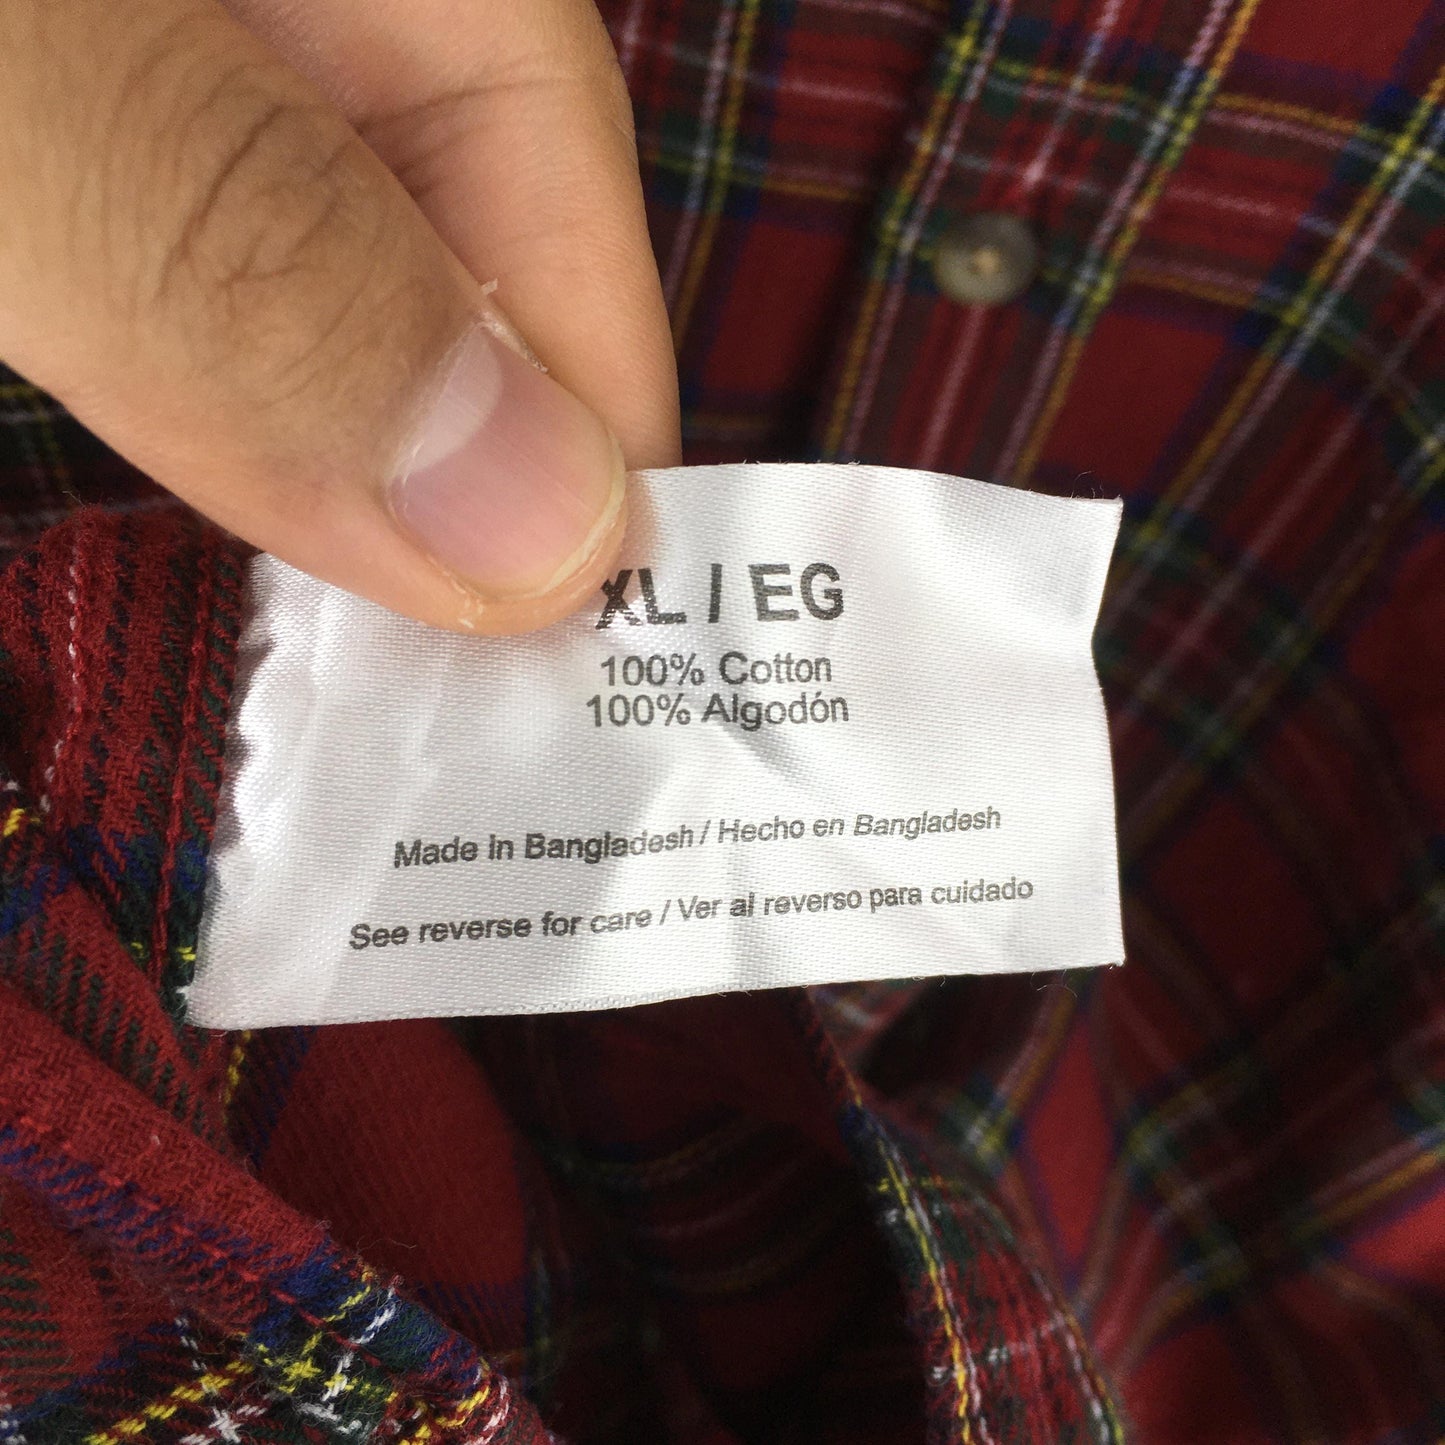 XL / EG
100% Cotton
100% Algodón
Made in Bangladesh / Hecho en Bangladesh
See reverse for care / Ver al reverso para cuidado